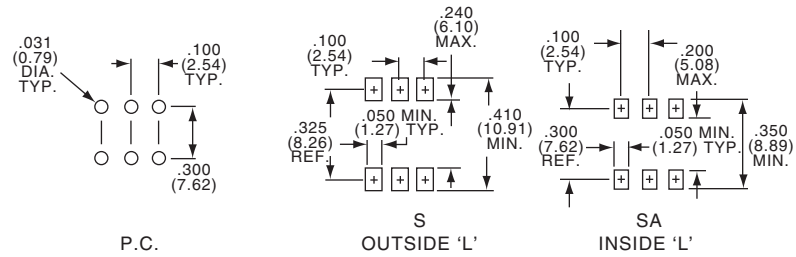 .031
(0.79)
DIA.
TYP.
.100
(2.54)
TYP.
.300
(7.62)
P.C.
.100
(2.54)
TYP.
.240
(6.10)
MAX.
.325
(8.26)
REF.
.050 MIN.
(1.27) TYP.
.410
(10.91)
MIN.
S
OUTSIDE 'L'
.100
(2.54)
TYP.
.200
(5.08)
MAX.
.300
(7.62)
REF.
.050 MIN.
(1.27) TYP.
.350
(8.89)
MIN.
SA
INSIDE 'L'